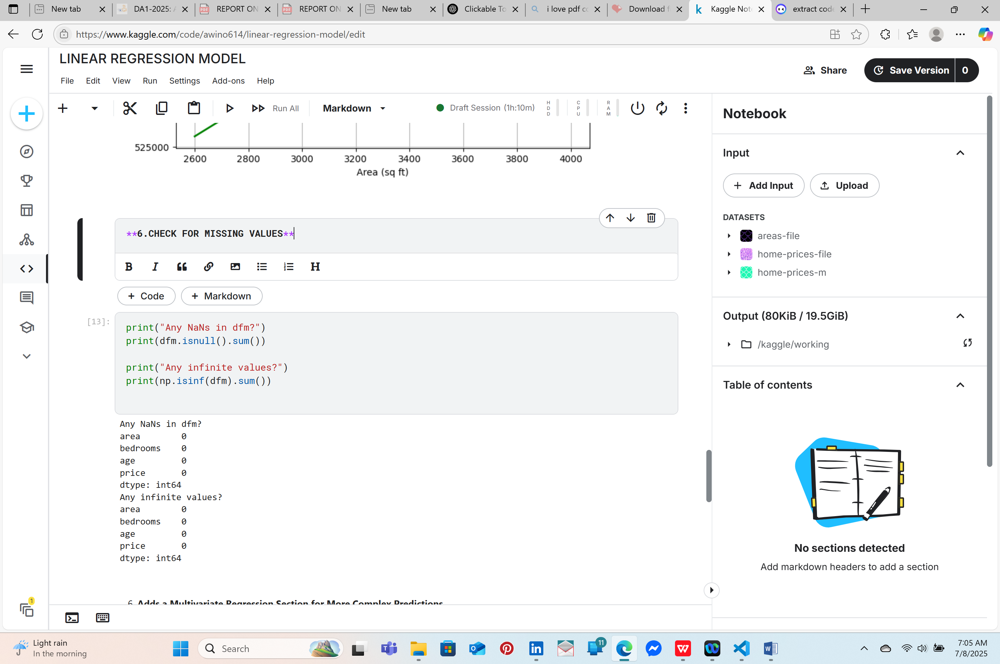 New tab
DA1-2025: A
REPORT ON
REPORT ON
New tab
Clickable To
i love pdf co
Download f
Kaggle Note
extract code
https://www.kaggle.com/code/awino614/linear-regression-model/edit
LINEAR REGRESSION MODEL
File Edit View Run Settings Add-ons Help
Share
Save Version 0
Run All
Markdown
Draft Session (1h:10m)
HDD
CPU
RAM
525000
2600 2800 3000 3200 3400 3600 3800 4000
Area (sq ft)
**6.CHECK FOR MISSING VALUES**
B I H
+ Code + Markdown
[13]:
print("Any NaNs in dfm?")
print(dfm.isnull().sum())
print("Any infinite values?")
print(np.isinf(dfm).sum())
Any NaNs in dfm?
area 0
bedrooms 0
age 0
price 0
dtype: int64
Any infinite values?
area 0
bedrooms 0
age 0
price 0
dtype: int64
6. Adds a Multivariate Regression Section for More Complex Predictions
Notebook
Input
+ Add Input
Upload
DATASETS
areas-file
home-prices-file
home-prices-m
Output (80KiB / 19.5GiB)
/kaggle/working
Table of contents
No sections detected
Add markdown headers to add a section
1
Light rain
In the morning
Search
11
7:05 AM
7/8/2025